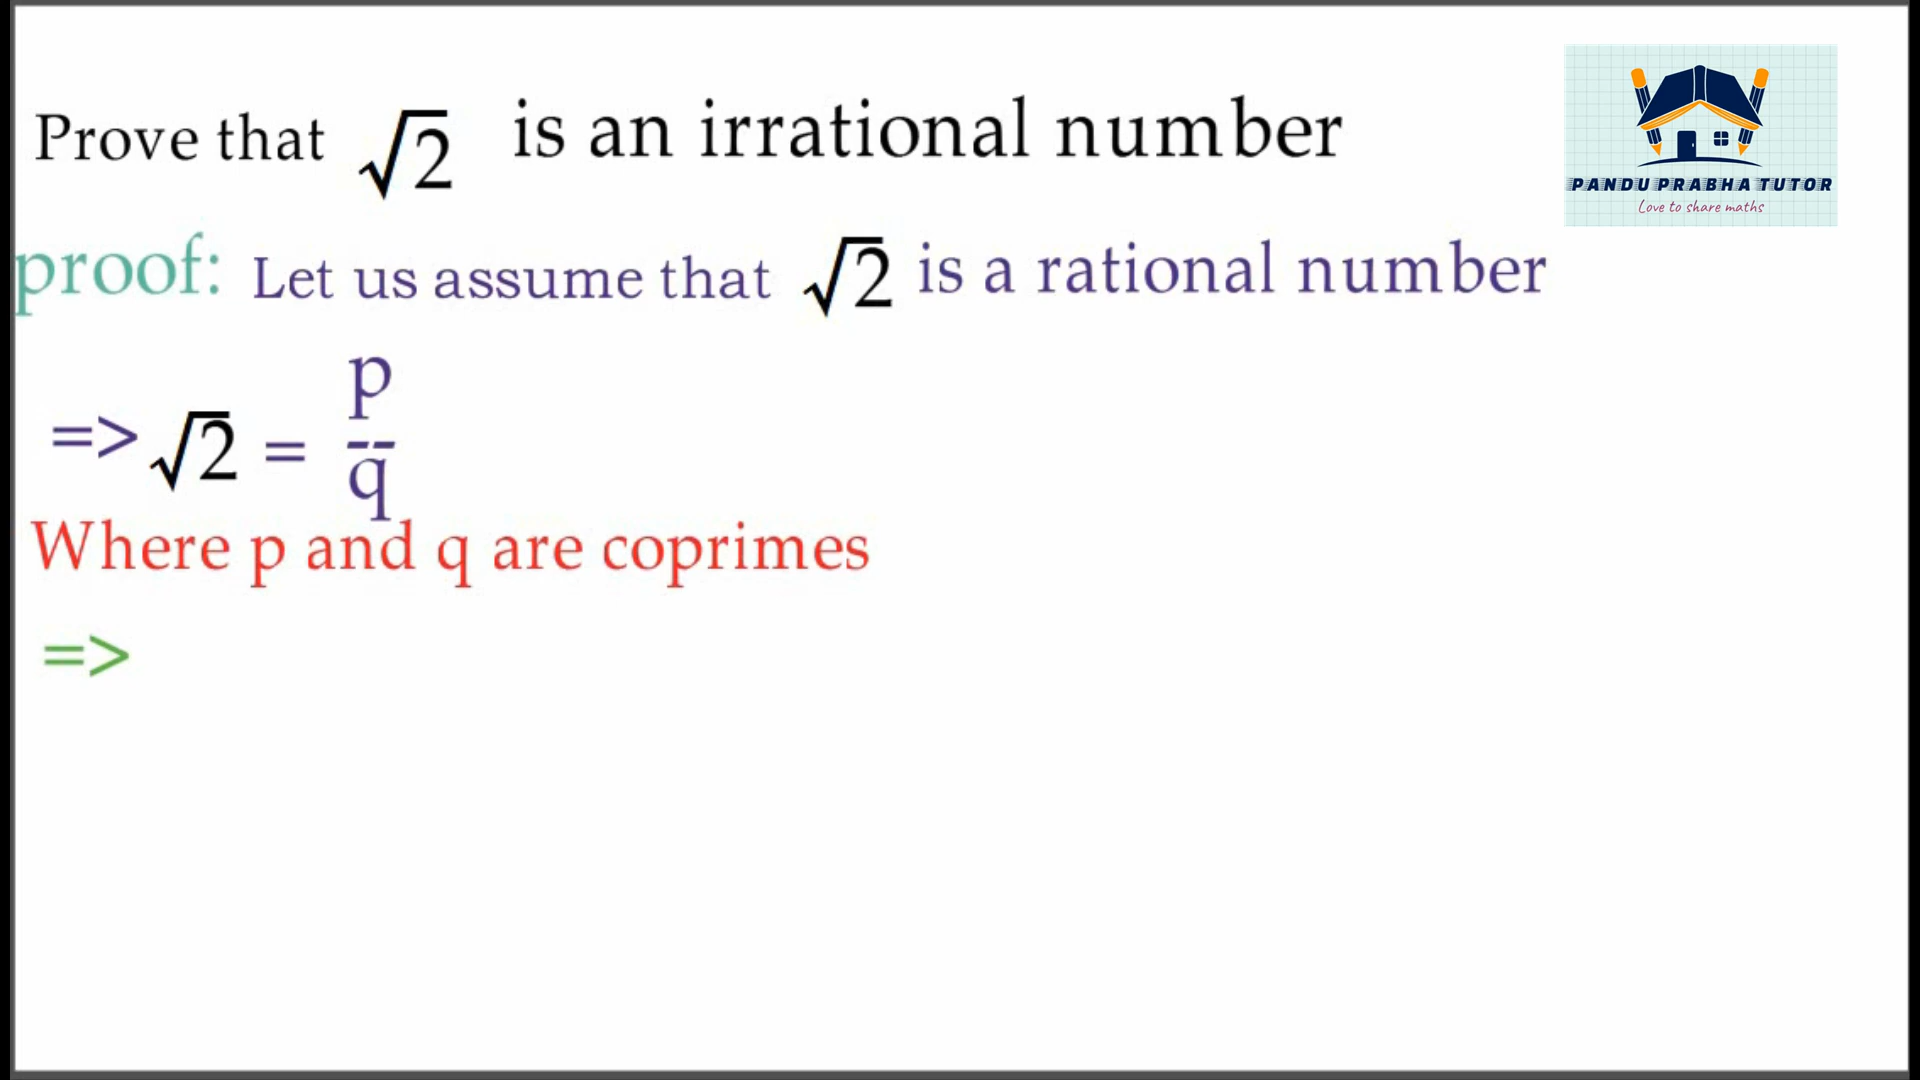 Prove that √2 is an irrational number
PANDU PRABHA TUTOR
Love to share maths
proof: Let us assume that √2 is a rational number
=> √2 = p
--
q
Where p and q are coprimes
=>